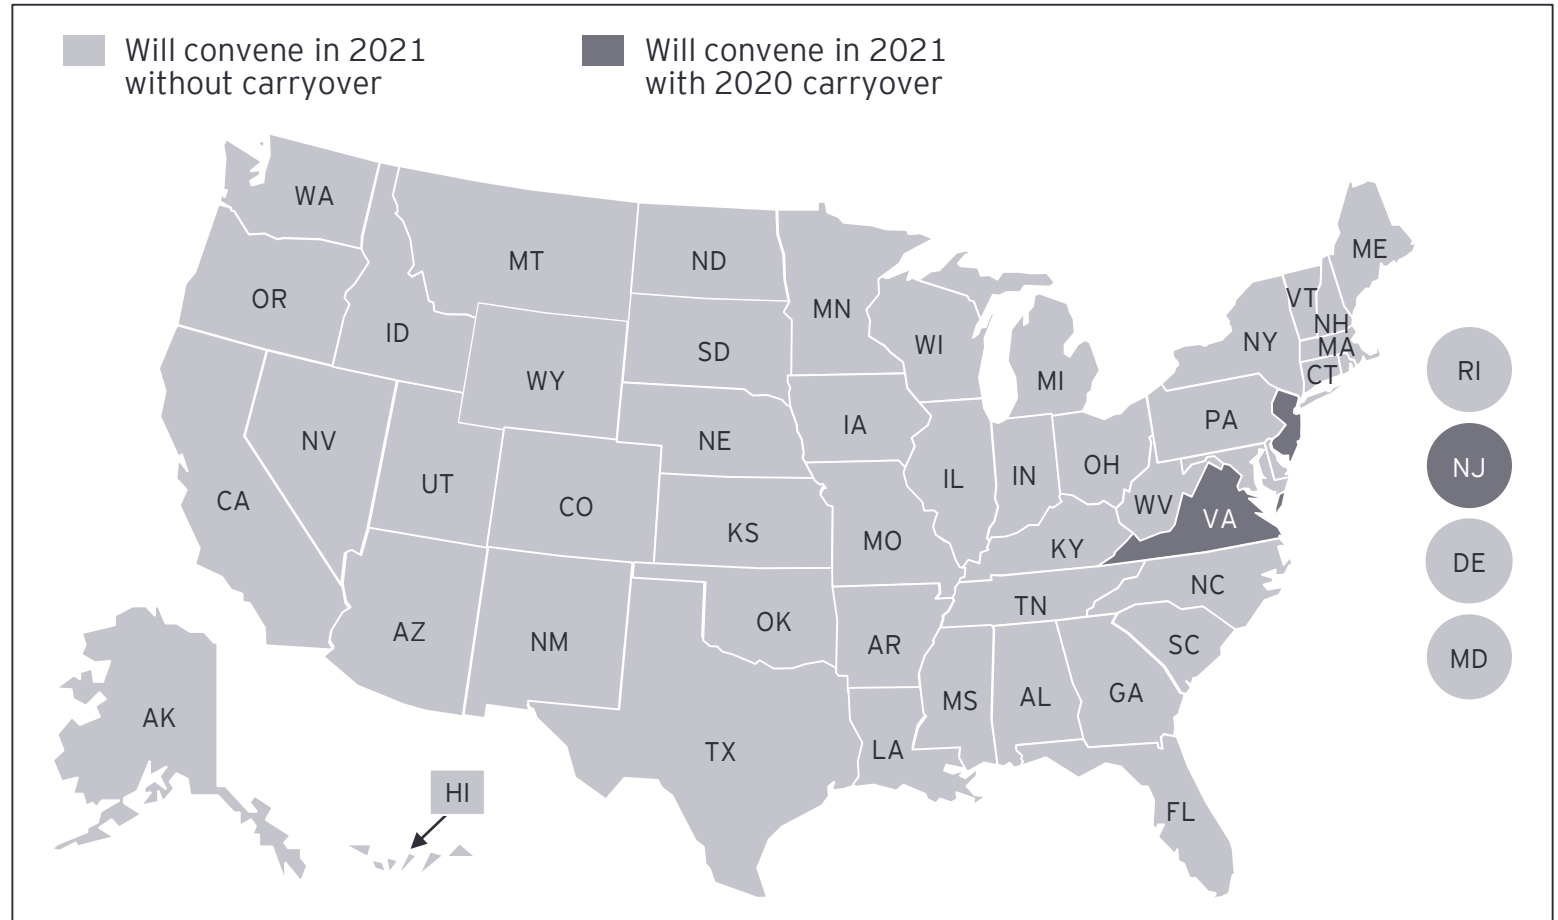 Will convene in 2021
without carryover
Will convene in 2021
with 2020 carryover
WA
MT
ND
MN
OR
ID
WY
SD
WI
MI
ME
VT
NH
NY
MA
CT
RI
NV
UT
CO
NE
IA
IL
IN
OH
PA
NJ
CA
KS
MO
KY
WV
VA
DE
AZ
NM
OK
AR
TN
NC
SC
MD
AK
TX
LA
MS
AL
GA
HI
FL